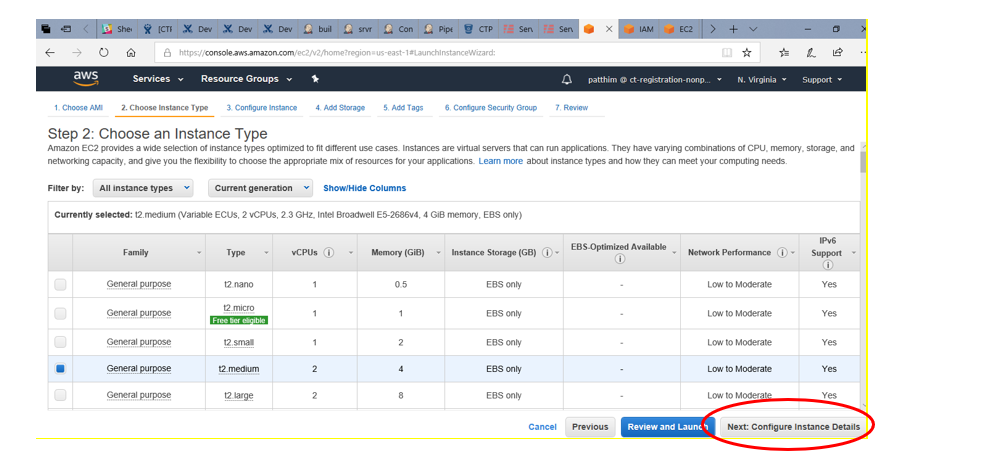 She
[CTI
Dev
Dev
Dev
buil
srvr
Con
Pipe
CTP
Serv
Serv
IAM
EC2
https://console.aws.amazon.com/ec2/v2/home?region=us-east-1#LaunchInstanceWizard:
aws
Services
Resource Groups
patthim @ ct-registration-nonp...
N. Virginia
Support
1. Choose AMI
2. Choose Instance Type
3. Configure Instance
4. Add Storage
5. Add Tags
6. Configure Security Group
7. Review
Step 2: Choose an Instance Type
Amazon EC2 provides a wide selection of instance types optimized to fit different use cases. Instances are virtual servers that can run applications. They have varying combinations of CPU, memory, storage, and
networking capacity, and give you the flexibility to choose the appropriate mix of resources for your applications. Learn more about instance types and how they can meet your computing needs.
Filter by: All instance types Current generation Show/Hide Columns
Currently selected: t2.medium (Variable ECUs, 2 vCPUs, 2.3 GHz, Intel Broadwell E5-2686v4, 4 GiB memory, EBS only)
Family Type vCPUs Memory (GiB) Instance Storage (GB) EBS-Optimized Available Network Performance IPv6 Support
General purpose t2.nano 1 0.5 EBS only - Low to Moderate Yes
General purpose t2.micro 1 1 EBS only - Low to Moderate Yes
Free tier eligible
General purpose t2.small 1 2 EBS only - Low to Moderate Yes
General purpose t2.medium 2 4 EBS only - Low to Moderate Yes
General purpose t2.large 2 8 EBS only - Low to Moderate Yes
Cancel Previous Review and Launch Next: Configure Instance Details